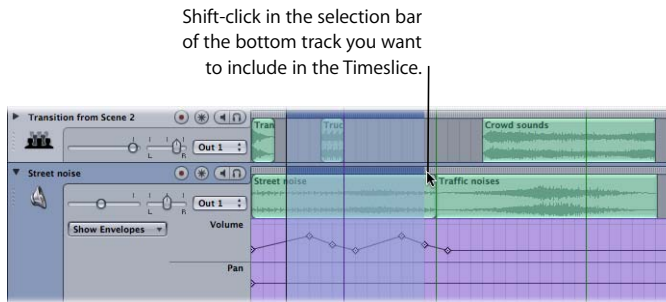 Shift-click in the selection bar
of the bottom track you want
to include in the Timeslice.
Transition from Scene 2
Tran
Truc
Crowd sounds
L R
Out 1
Street noise
Street noise
Traffic noises
L R
Out 1
Show Envelopes
Volume
Pan